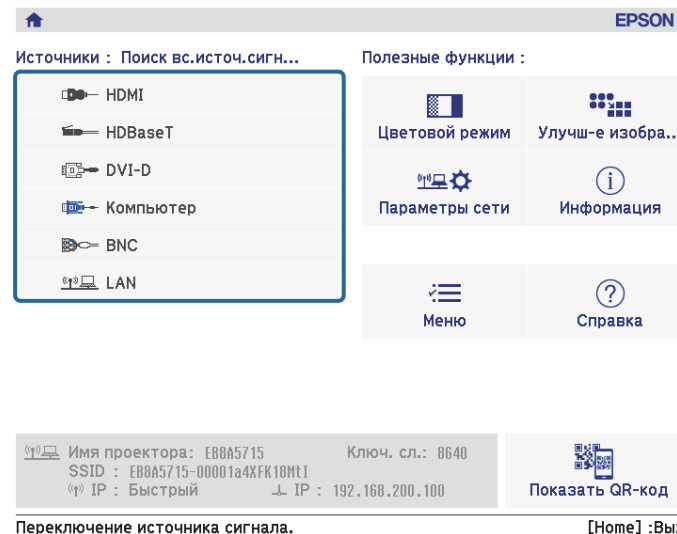 EPSON
Источники : Поиск вс.источ.сигн...
HDMI
HDBaseT
DVI-D
Компьютер
BNC
LAN
Полезные функции :
Цветовой режим
Улучш-е изобра..
Параметры сети
Информация
Меню
Справка
Имя проектора: EB8A5715 Ключ. сл.: 8640
SSID : EB8A5715-00001a4XFK18MtI
IP : Быстрый IP : 192.168.200.100
Показать QR-код
Переключение источника сигнала. [Home] :Вы